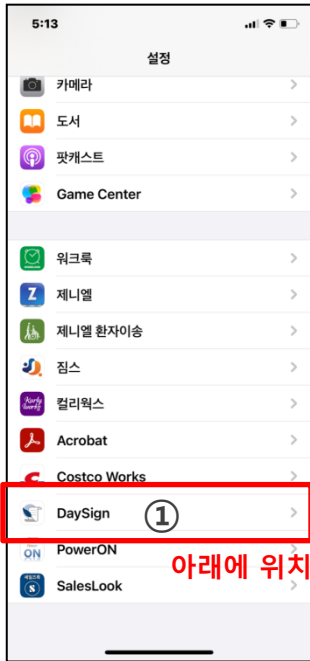 5:13
설정
카메라
도서
팟캐스트
Game Center
워크룩
제니엘
제니엘 환자이송
짐스
컬리웍스
Acrobat
Costco Works
DaySign ①
PowerON
아래에 위치
SalesLook